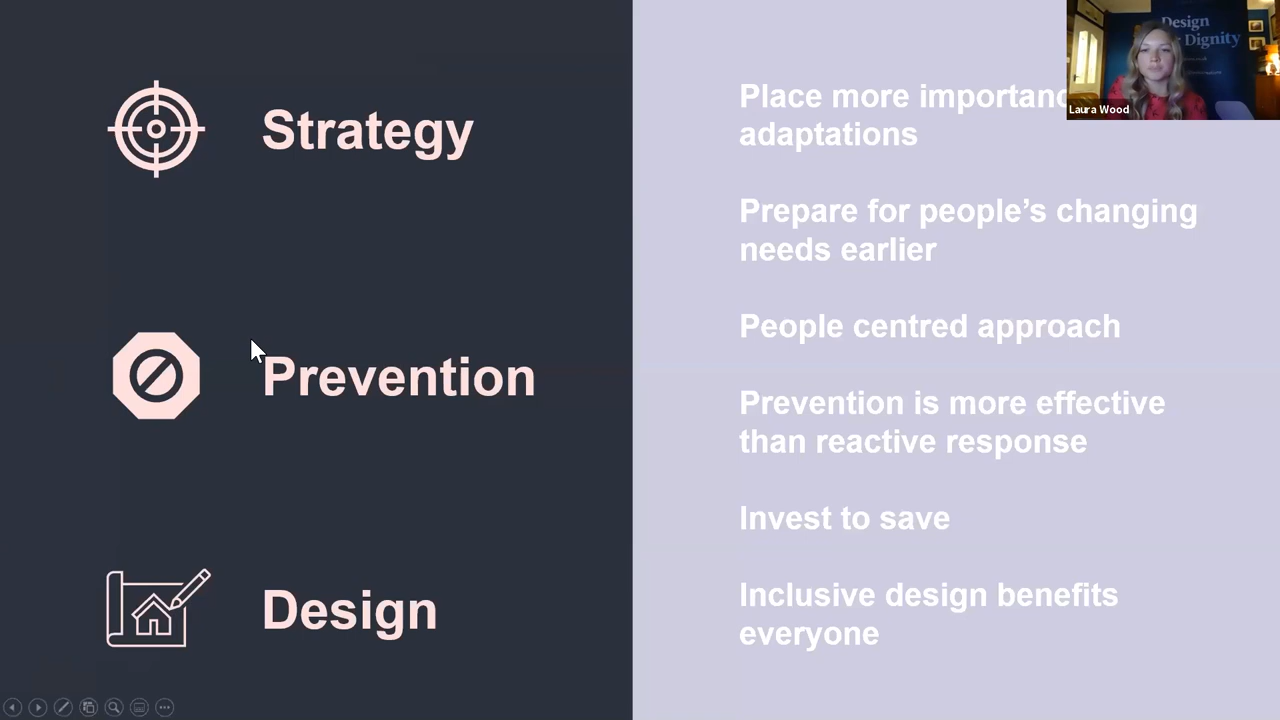 Strategy
Prevention
Design
Place more
adaptations
Prepare for people’s changing
needs earlier
People centred approach
Prevention is more effective
than reactive response
Invest to save
Inclusive design benefits
everyone
Design
Dignity
Laura Wood